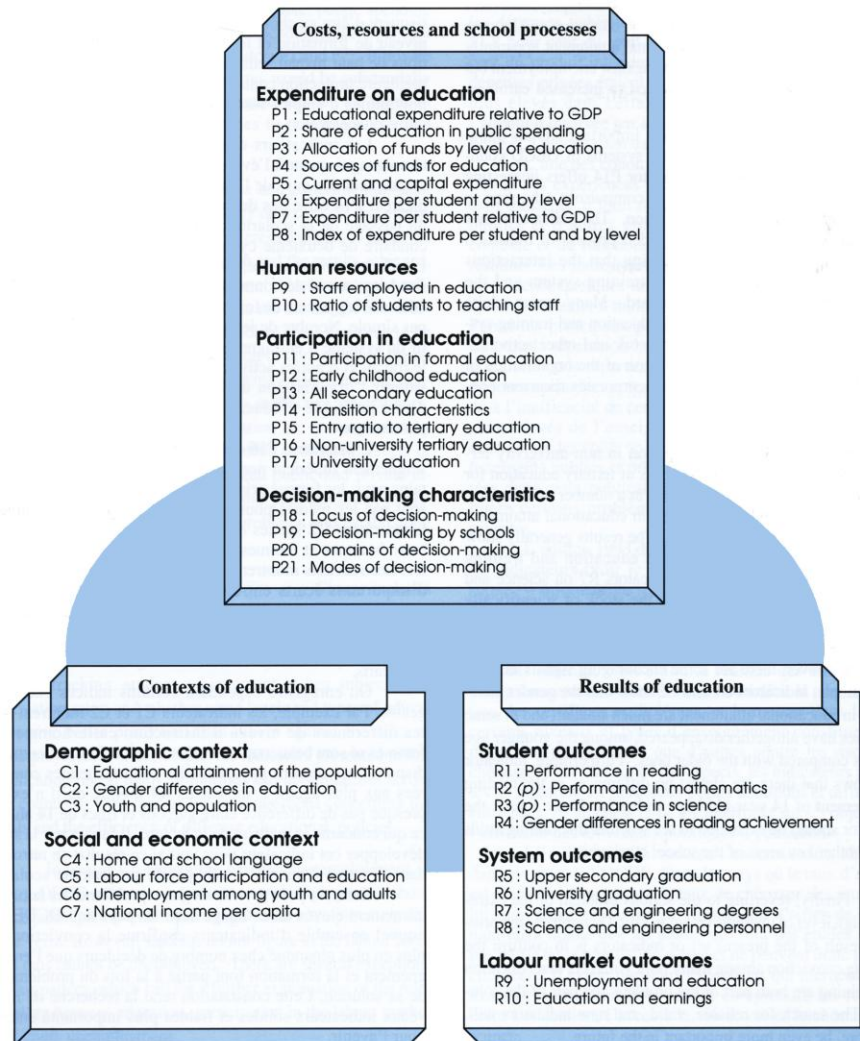 Costs, resources and school processes
Expenditure on education
P1 : Educational expenditure relative to GDP
P2 : Share of education in public spending
P3 : Allocation of funds by level of education
P4 : Sources of funds for education
P5 : Current and capital expenditure
P6 : Expenditure per student and by level
P7 : Expenditure per student relative to GDP
P8 : Index of expenditure per student and by level
Human resources
P9 : Staff employed in education
P10 : Ratio of students to teaching staff
Participation in education
P11 : Participation in formal education
P12 : Early childhood education
P13 : All secondary education
P14 : Transition characteristics
P15 : Entry ratio to tertiary education
P16 : Non-university tertiary education
P17 : University education
Decision-making characteristics
P18 : Locus of decision-making
P19 : Decision-making by schools
P20 : Domains of decision-making
P21 : Modes of decision-making
Contexts of education
Demographic context
C1 : Educational attainment of the population
C2 : Gender differences in education
C3 : Youth and population
Social and economic context
C4 : Home and school language
C5 : Labour force participation and education
C6 : Unemployment among youth and adults
C7 : National income per capita
Results of education
Student outcomes
R1 : Performance in reading
R2 (p) : Performance in mathematics
R3 (p) : Performance in science
R4 : Gender differences in reading achievement
System outcomes
R5 : Upper secondary graduation
R6 : University graduation
R7 : Science and engineering degrees
R8 : Science and engineering personnel
Labour market outcomes
R9 : Unemployment and education
R10 : Education and earnings